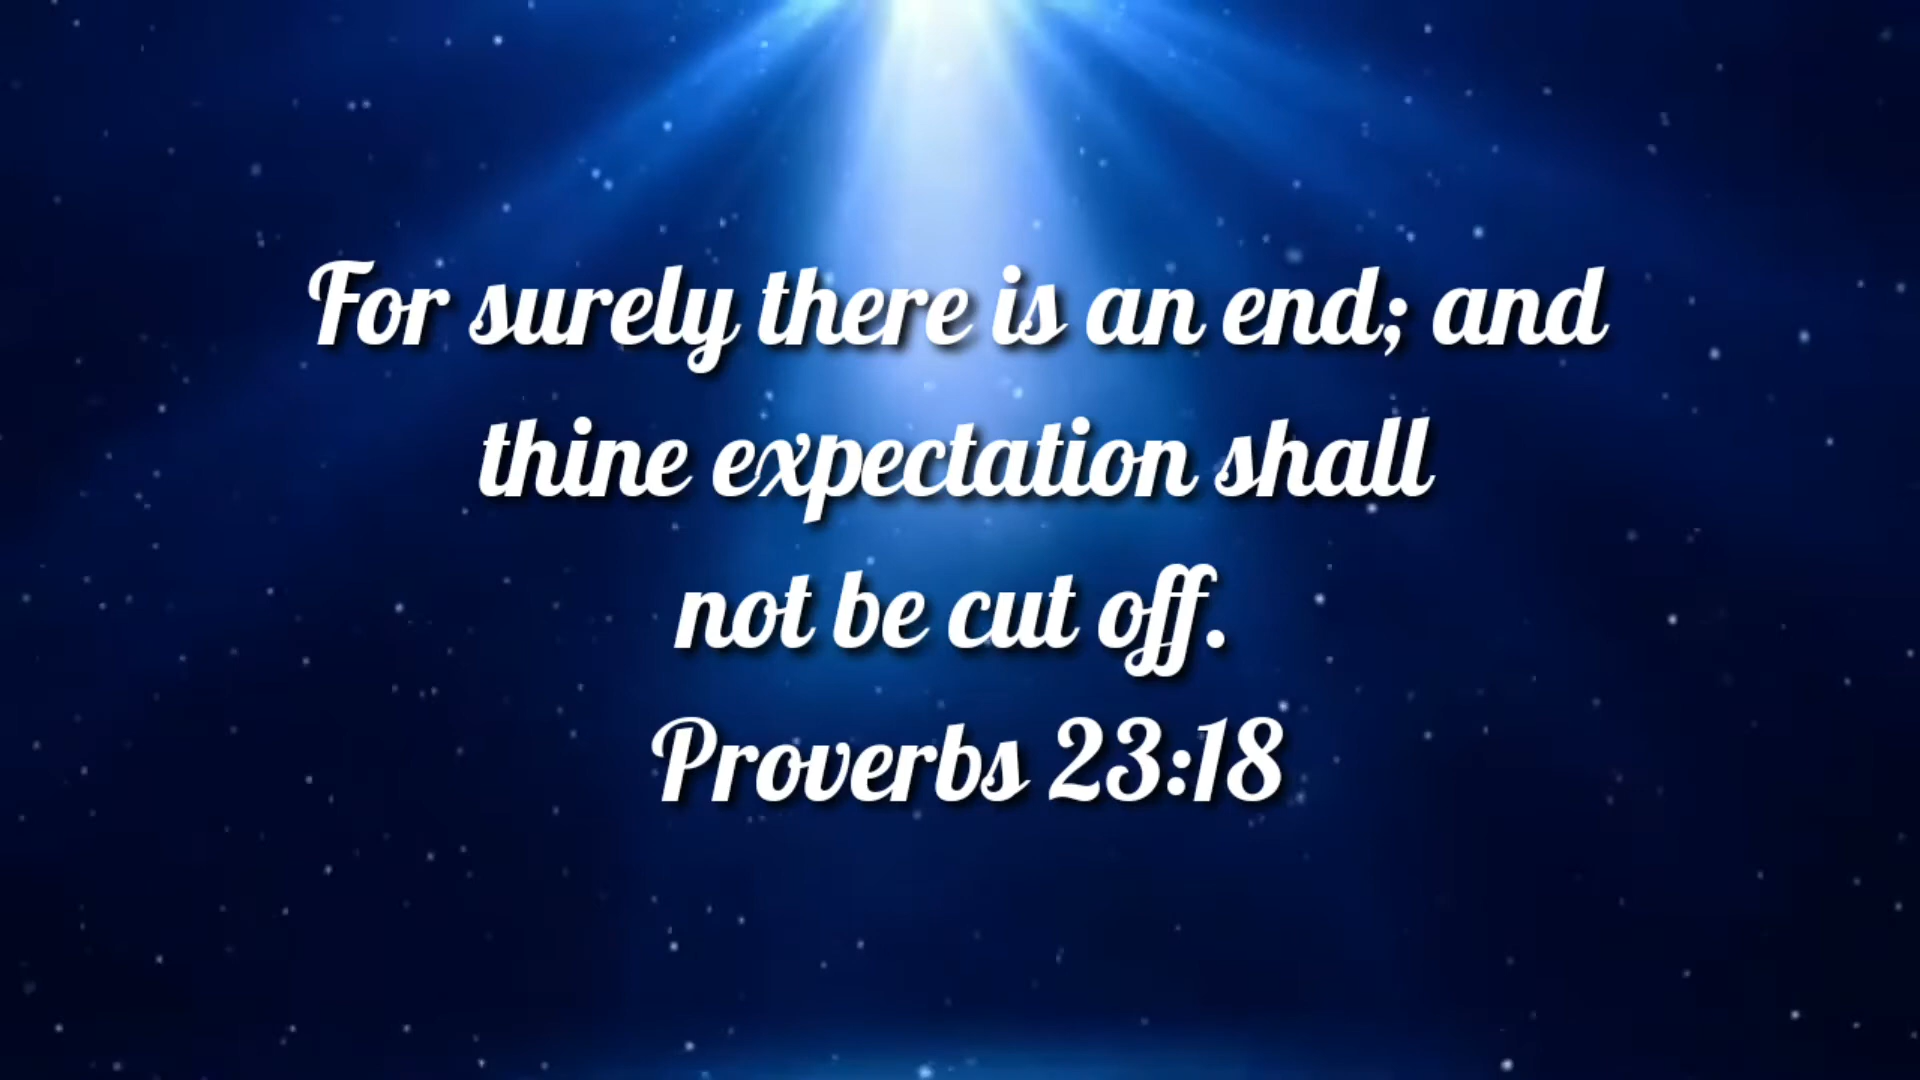 For surely there is an end; and
thine expectation shall
not be cut off.
Proverbs 23:18